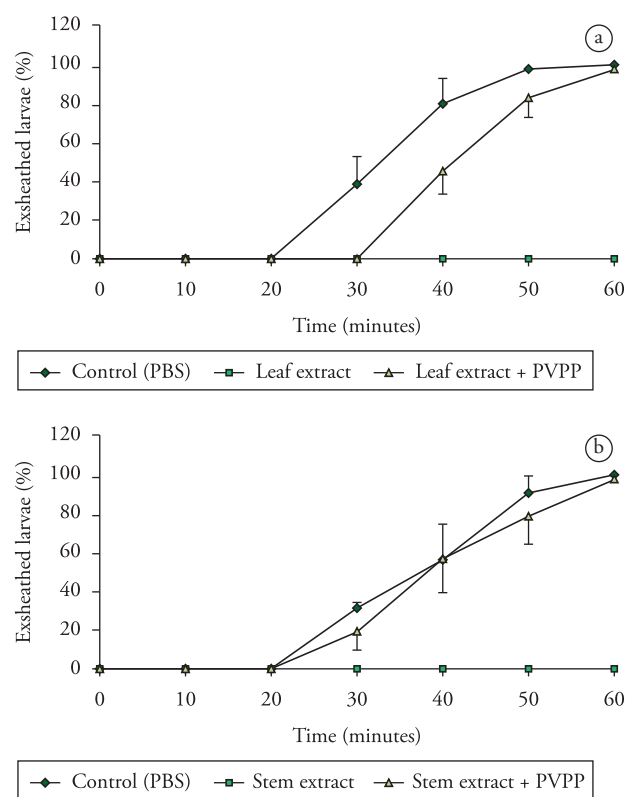 120
a
100
80
60
40
20
0
Exsheathed larvae (%)
0 10 20 30 40 50 60
Time (minutes)
Control (PBS) Leaf extract Leaf extract + PVPP
120
b
100
80
60
40
20
0
Exsheathed larvae (%)
0 10 20 30 40 50 60
Time (minutes)
Control (PBS) Stem extract Stem extract + PVPP